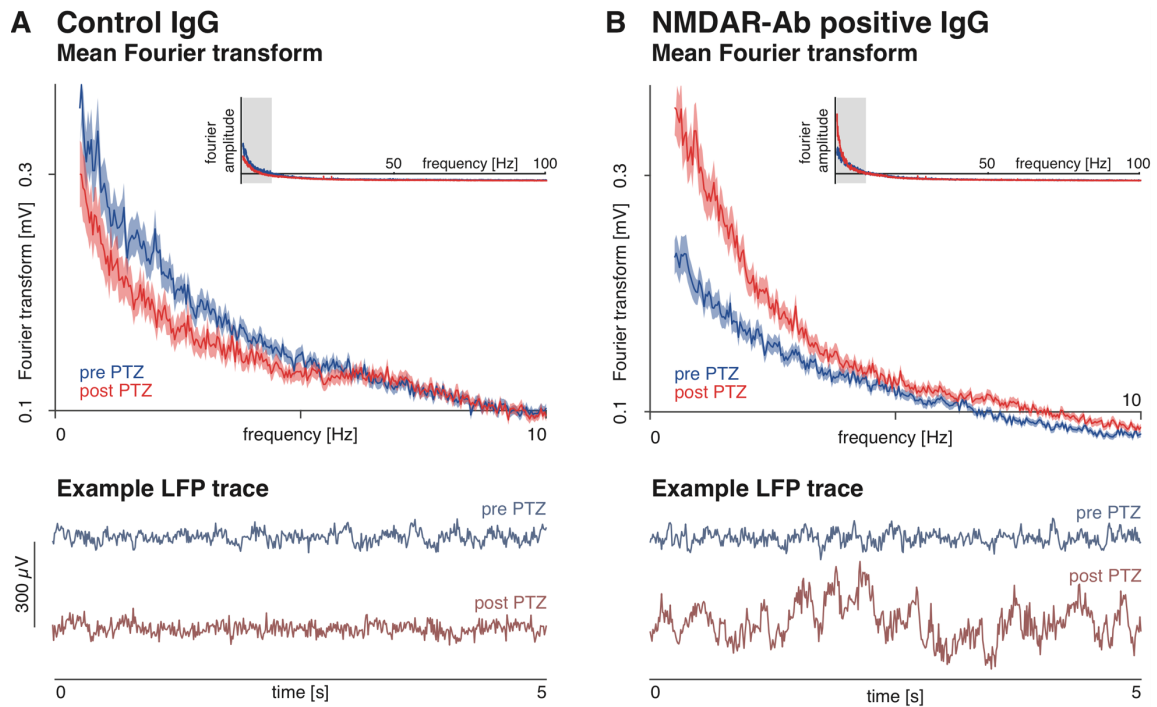 A Control IgG
Mean Fourier transform
fourier
amplitude
50 frequency [Hz] 100
Fourier transform [mV]
0.3
0.1
pre PTZ
post PTZ
0 frequency [Hz] 10
Example LFP trace
pre PTZ
300 µV
post PTZ
0 time [s] 5
B NMDAR-Ab positive IgG
Mean Fourier transform
fourier
amplitude
50 frequency [Hz] 100
Fourier transform [mV]
0.3
0.1
pre PTZ
post PTZ
10
0 frequency [Hz]
Example LFP trace
pre PTZ
post PTZ
0 time [s] 5